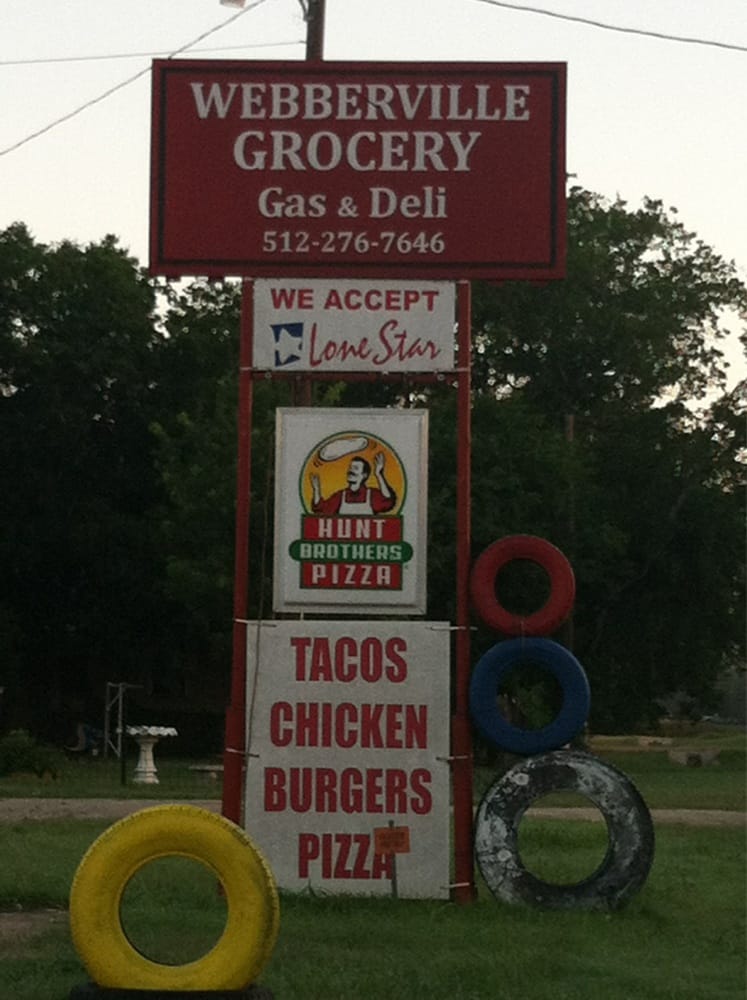 WEBBERVILLE
GROCERY
Gas & Deli
512-276-7646
WE ACCEPT
Lone Star
HUNT
BROTHERS
PIZZA
TACOS
CHICKEN
BURGERS
PIZZA